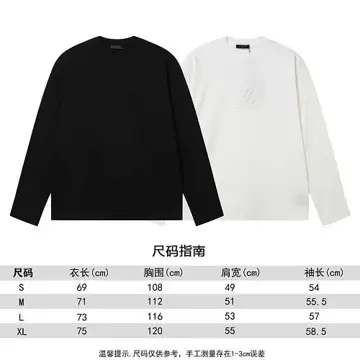 尺码指南
尺码 衣长(cm) 胸围(cm) 肩宽(cm) 袖长(cm)
S 69 108 49 54
M 71 112 51 55.5
L 73 116 53 57
XL 75 120 55 58.5
温馨提示.尺码仅供参考，手工测量存在1-3cm误差